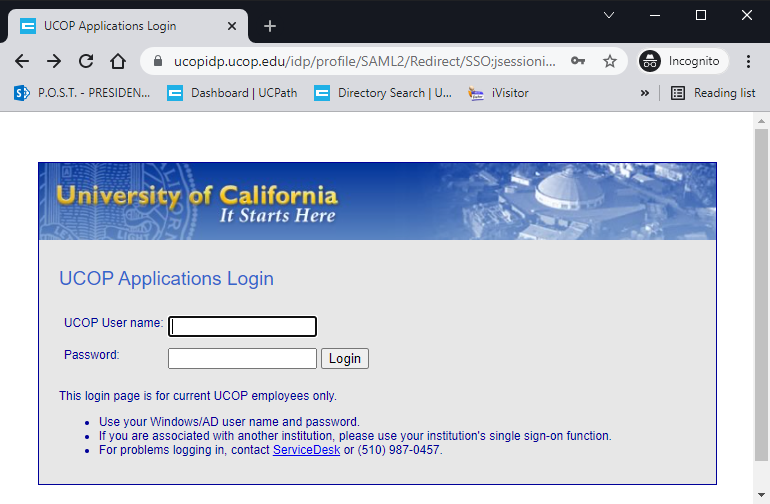 UCOP Applications Login
ucopidp.ucop.edu/idp/profile/SAML2/Redirect/SSO;jsessioni...
Incognito
P.O.S.T. - PRESIDEN...
Dashboard | UCPath
Directory Search | U...
iVisitor
»
Reading list
University of California
It Starts Here
UCOP Applications Login
UCOP User name:
Password:
Login
This login page is for current UCOP employees only.
• Use your Windows/AD user name and password.
• If you are associated with another institution, please use your institution's single sign-on function.
• For problems logging in, contact ServiceDesk or (510) 987-0457.